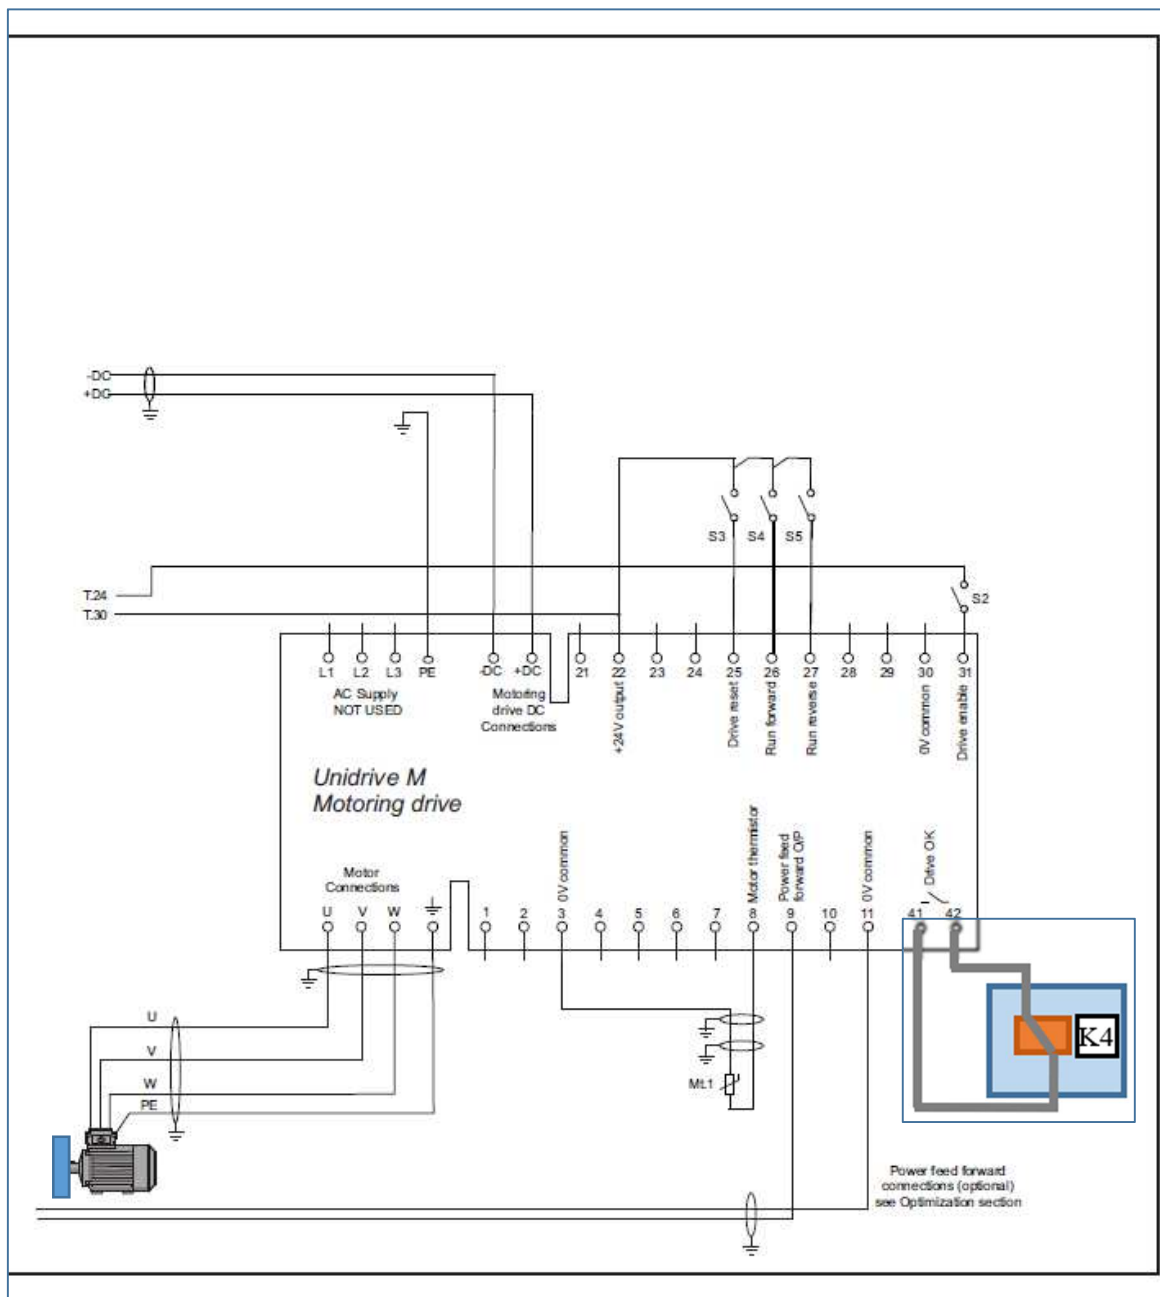 -DC
+DC
S3
S4
S5
T.24
T.30
S2
L1
L2
L3
PE
-DC
+DC
21
22
23
24
25
26
27
28
29
30
31
AC Supply
NOT USED
Motoring
drive DC
Connections
+24V output
Drive reset
Run forward
Run reverse
0V common
Drive enable
Unidrive M
Motoring drive
Motor
Connections
U
V
W
0V common
Motor thermistor
Power feed
forward O/P
0V common
Drive OK
1
2
3
4
5
6
7
8
9
10
11
41
42
U
V
W
PE
Mt.1
K4
Power feed forward
connections (optional)
see Optimization section